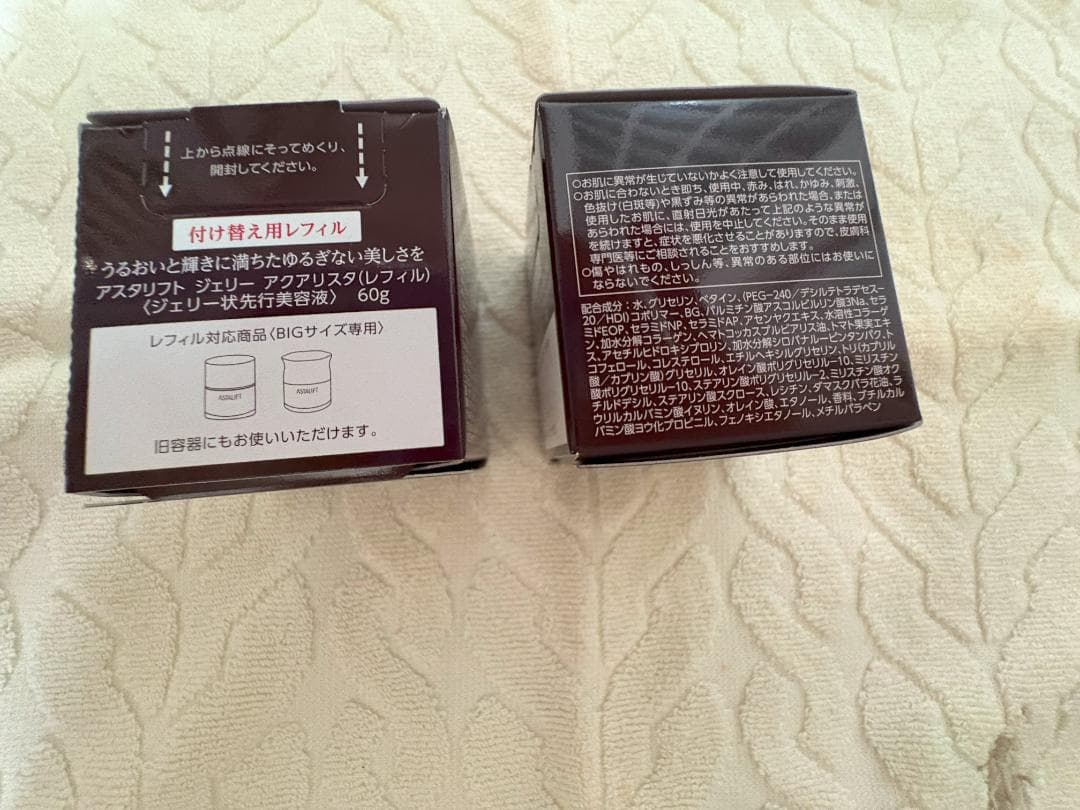 上から点線にそってめくり、
開封してください。
付け替え用レフィル
うるおいと輝きに満ちたゆるぎない美しさを
アスタリフト ジェリー アクアリスタ(レフィル)
〈ジェリー状先行美容液〉 60g
レフィル対応商品〈BIGサイズ専用〉
ASTALIFT
ASTALIFT
旧容器にもお使いいただけます。
○お肌に異常が生じていないかよく注意して使用してください。
○お肌に合わないとき即ち、使用中、赤み、はれ、かゆみ、刺激、
色抜け(白斑等)や黒ずみ等の異常があらわれた場合、または
使用したお肌に、直射日光があたって上記のような異常が
あらわれた場合には、使用を中止してください。そのまま使用
を続けますと、症状を悪化させることがありますので、皮膚科
専門医等にご相談されることをおすすめします。
○傷やはれもの、しっしん等、異常のある部位にはお使いに
ならないでください。
配合成分:水、グリセリン、ベタイン、(PEG-240/デシルテトラデセス-
20/HDI)コポリマー、BG、パルミチン酸アスコルビルリン酸3Na、セラ
ミドEOP、セラミドNP、セラミドAP、アセンヤクエキス、水溶性コラーゲ
ン、加水分解コラーゲン、ヘマトコッカスプルビアリス油、トマト果実エキ
ス、アセチルヒドロキシプロリン、加水分解シロバナルーピンタンパク、ト
コフェロール、コレステロール、エチルヘキシルグリセリン、トリ(カプリル
酸/カプリン酸)グリセリル、オレイン酸ポリグリセリル-10、ミリスチン
酸ポリグリセリル-10、ステアリン酸ポリグリセリル-2、ミリスチン酸オク
チルドデシル、ステアリン酸スクロース、レシチン、ダマスクバラ花油、ラ
ウリルカルバミン酸イヌリン、オレイン酸、エタノール、香料、ブチルカル
バミン酸ヨウ化プロピニル、フェノキシエタノール、メチルパラベン